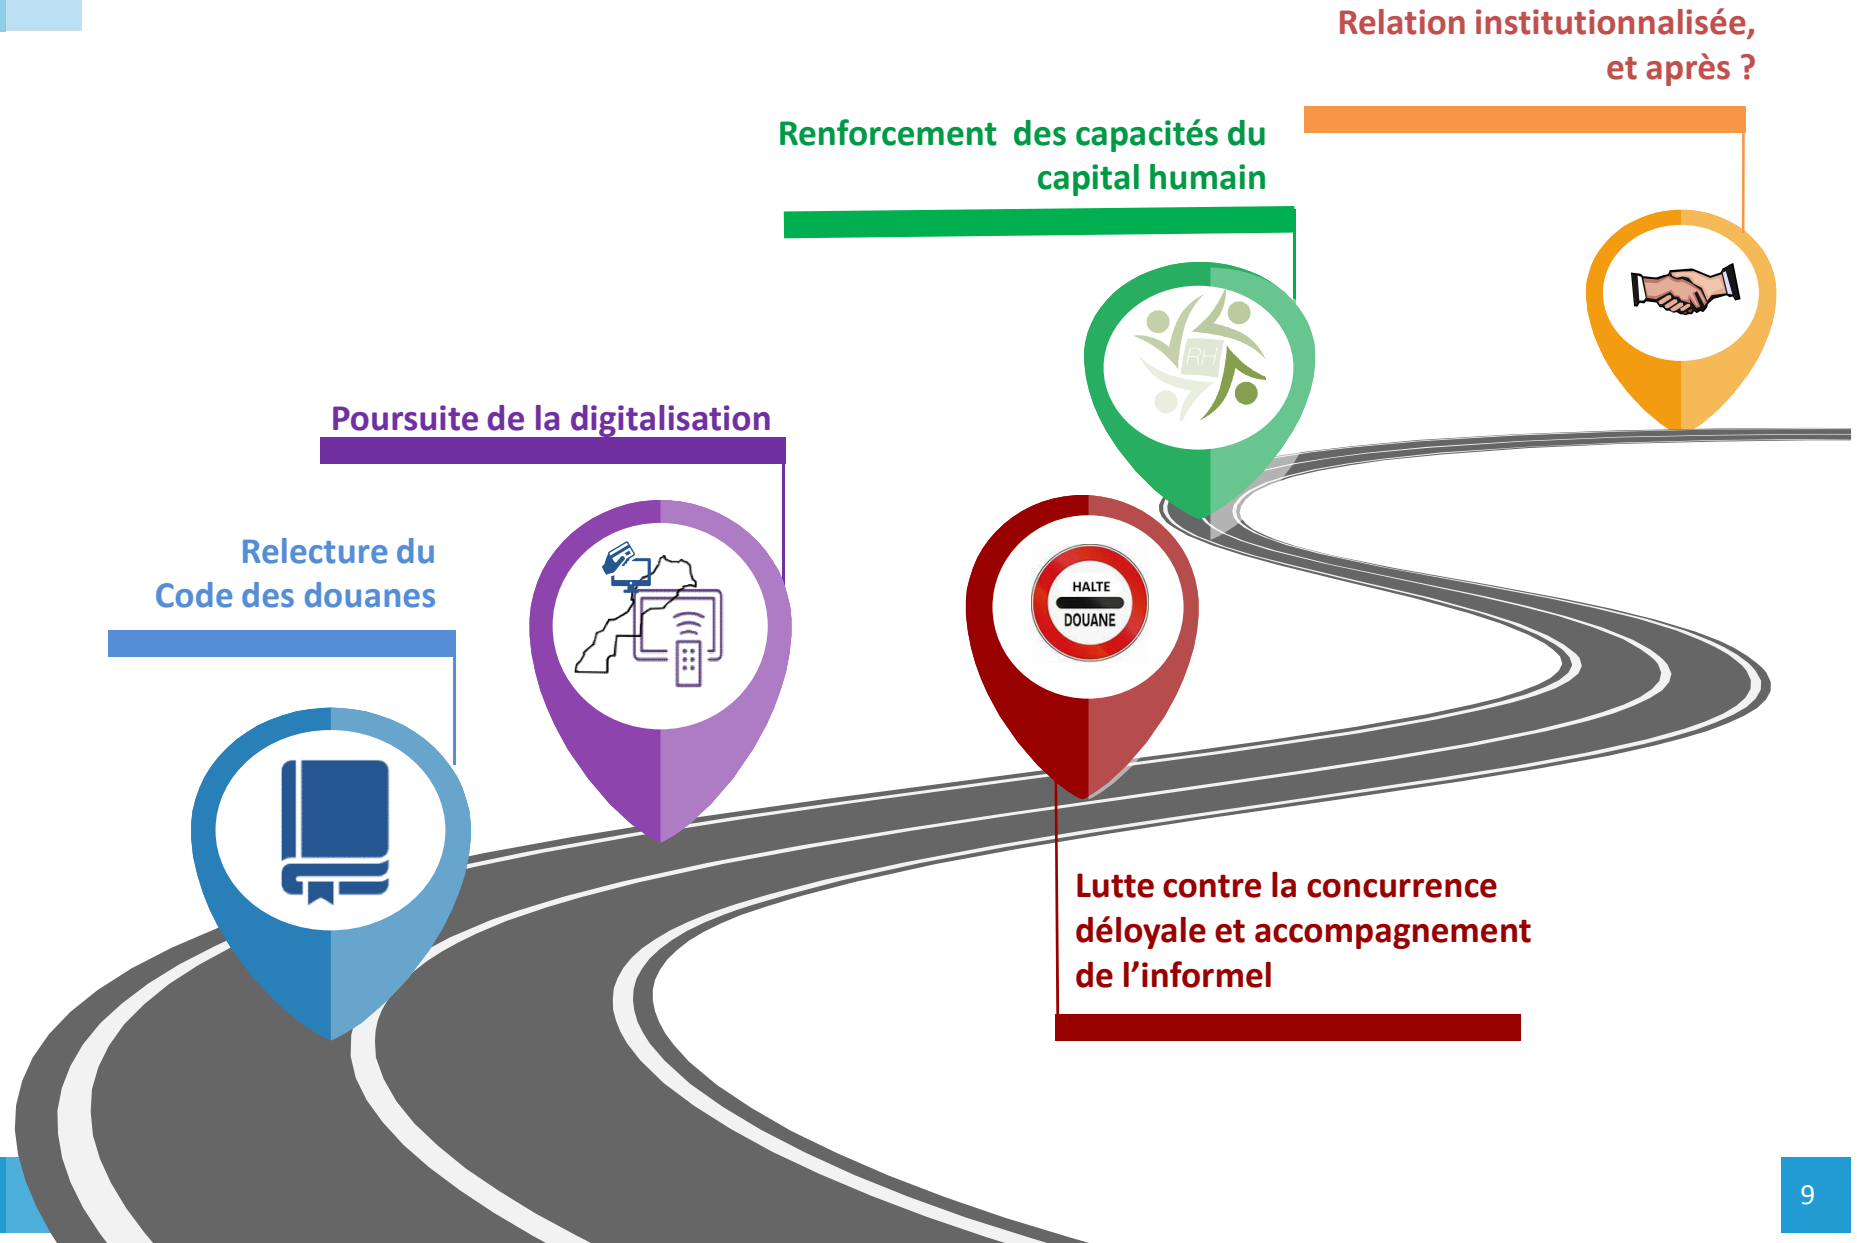 Relation institutionnalisée,
et après ?
Renforcement des capacités du
capital humain
RH
Poursuite de la digitalisation
Relecture du
Code des douanes
HALTE
DOUANE
Lutte contre la concurrence
déloyale et accompagnement
de l’informel
9